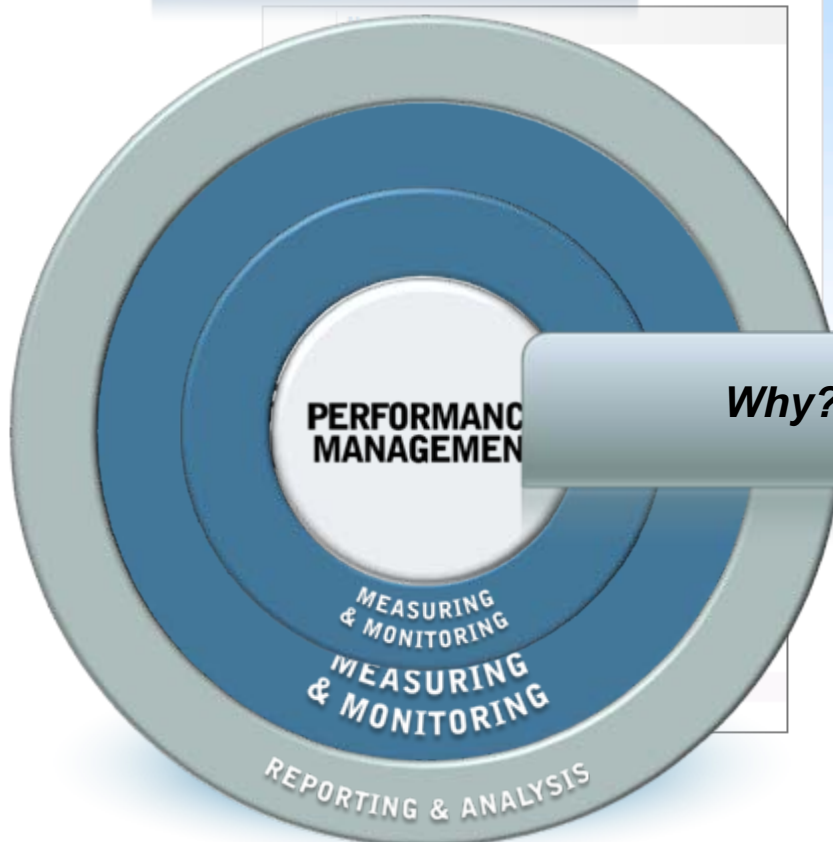 PERFORMANC
MANAGEMEN
Why?
MEASURING
& MONITORING
MEASURING
& MONITORING
REPORTING & ANALYSIS